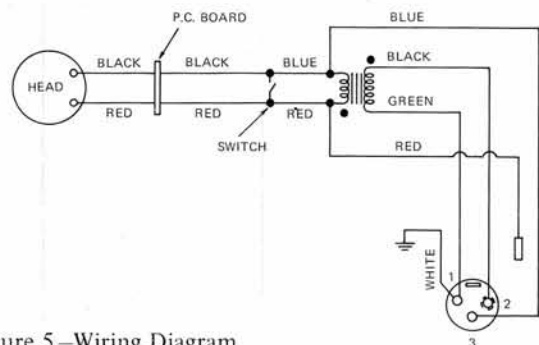 P.C. BOARD
BLUE
BLACK BLACK BLUE BLACK
HEAD
GREEN
RED RED RED
SWITCH
RED
WHITE
1
2
3
ure 5—Wiring Diagram